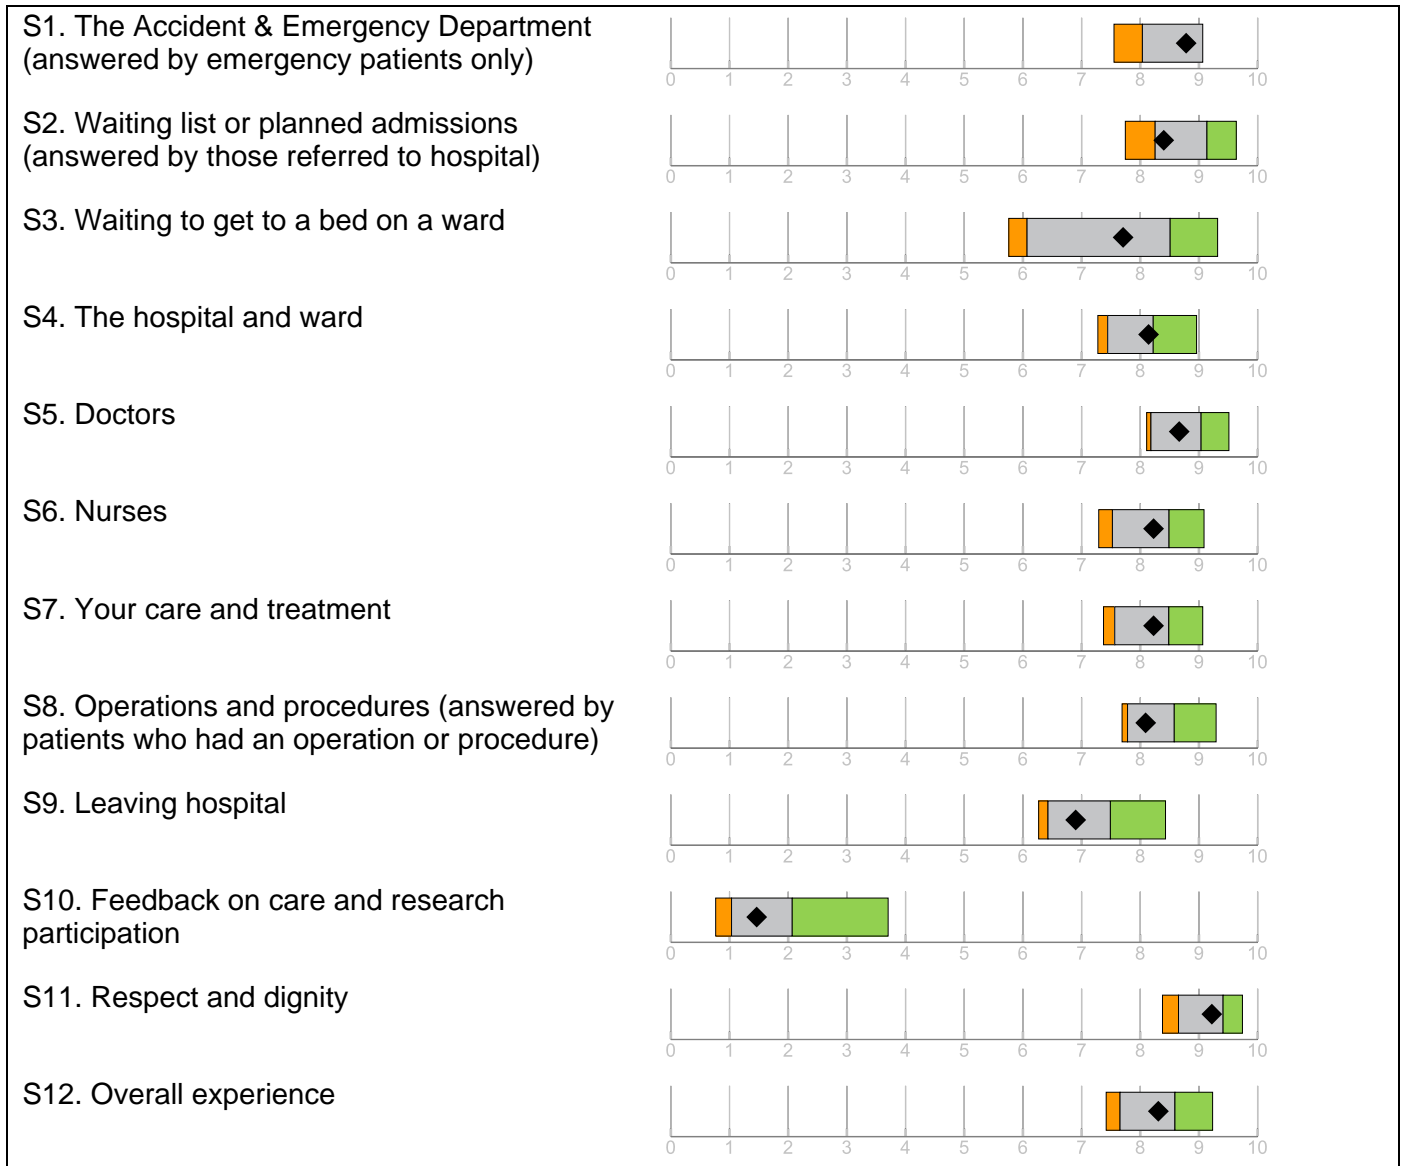 S1. The Accident & Emergency Department
(answered by emergency patients only)
0 1 2 3 4 5 6 7 8 9 10
S2. Waiting list or planned admissions
(answered by those referred to hospital)
0 1 2 3 4 5 6 7 8 9 10
S3. Waiting to get to a bed on a ward
0 1 2 3 4 5 6 7 8 9 10
S4. The hospital and ward
0 1 2 3 4 5 6 7 8 9 10
S5. Doctors
0 1 2 3 4 5 6 7 8 9 10
S6. Nurses
0 1 2 3 4 5 6 7 8 9 10
S7. Your care and treatment
0 1 2 3 4 5 6 7 8 9 10
S8. Operations and procedures (answered by
patients who had an operation or procedure)
0 1 2 3 4 5 6 7 8 9 10
S9. Leaving hospital
0 1 2 3 4 5 6 7 8 9 10
S10. Feedback on care and research
participation
0 1 2 3 4 5 6 7 8 9 10
S11. Respect and dignity
0 1 2 3 4 5 6 7 8 9 10
S12. Overall experience
0 1 2 3 4 5 6 7 8 9 10